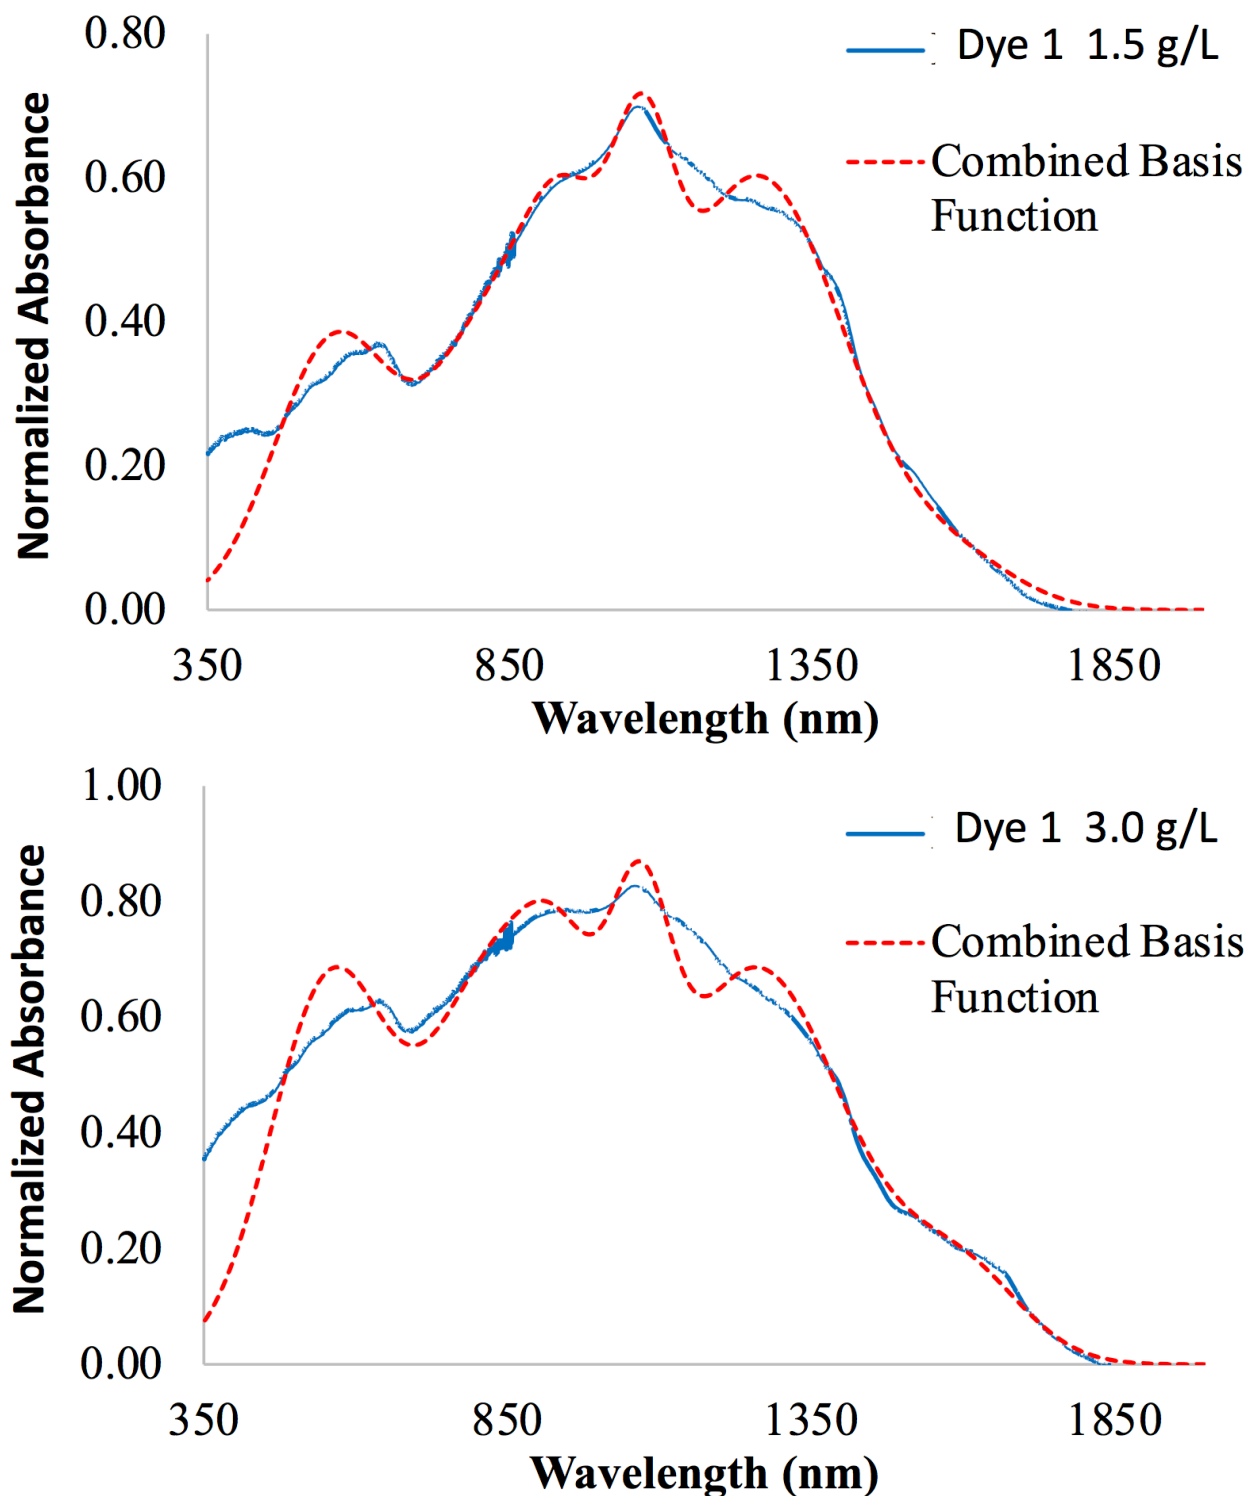 0.80
Dye 1 1.5 g/L
Combined Basis
Function
0.60
0.40
0.20
0.00
Normalized Absorbance
350 850 1350 1850
Wavelength (nm)
1.00
Dye 1 3.0 g/L
Combined Basis
Function
0.80
0.60
0.40
0.20
0.00
Normalized Absorbance
350 850 1350 1850
Wavelength (nm)